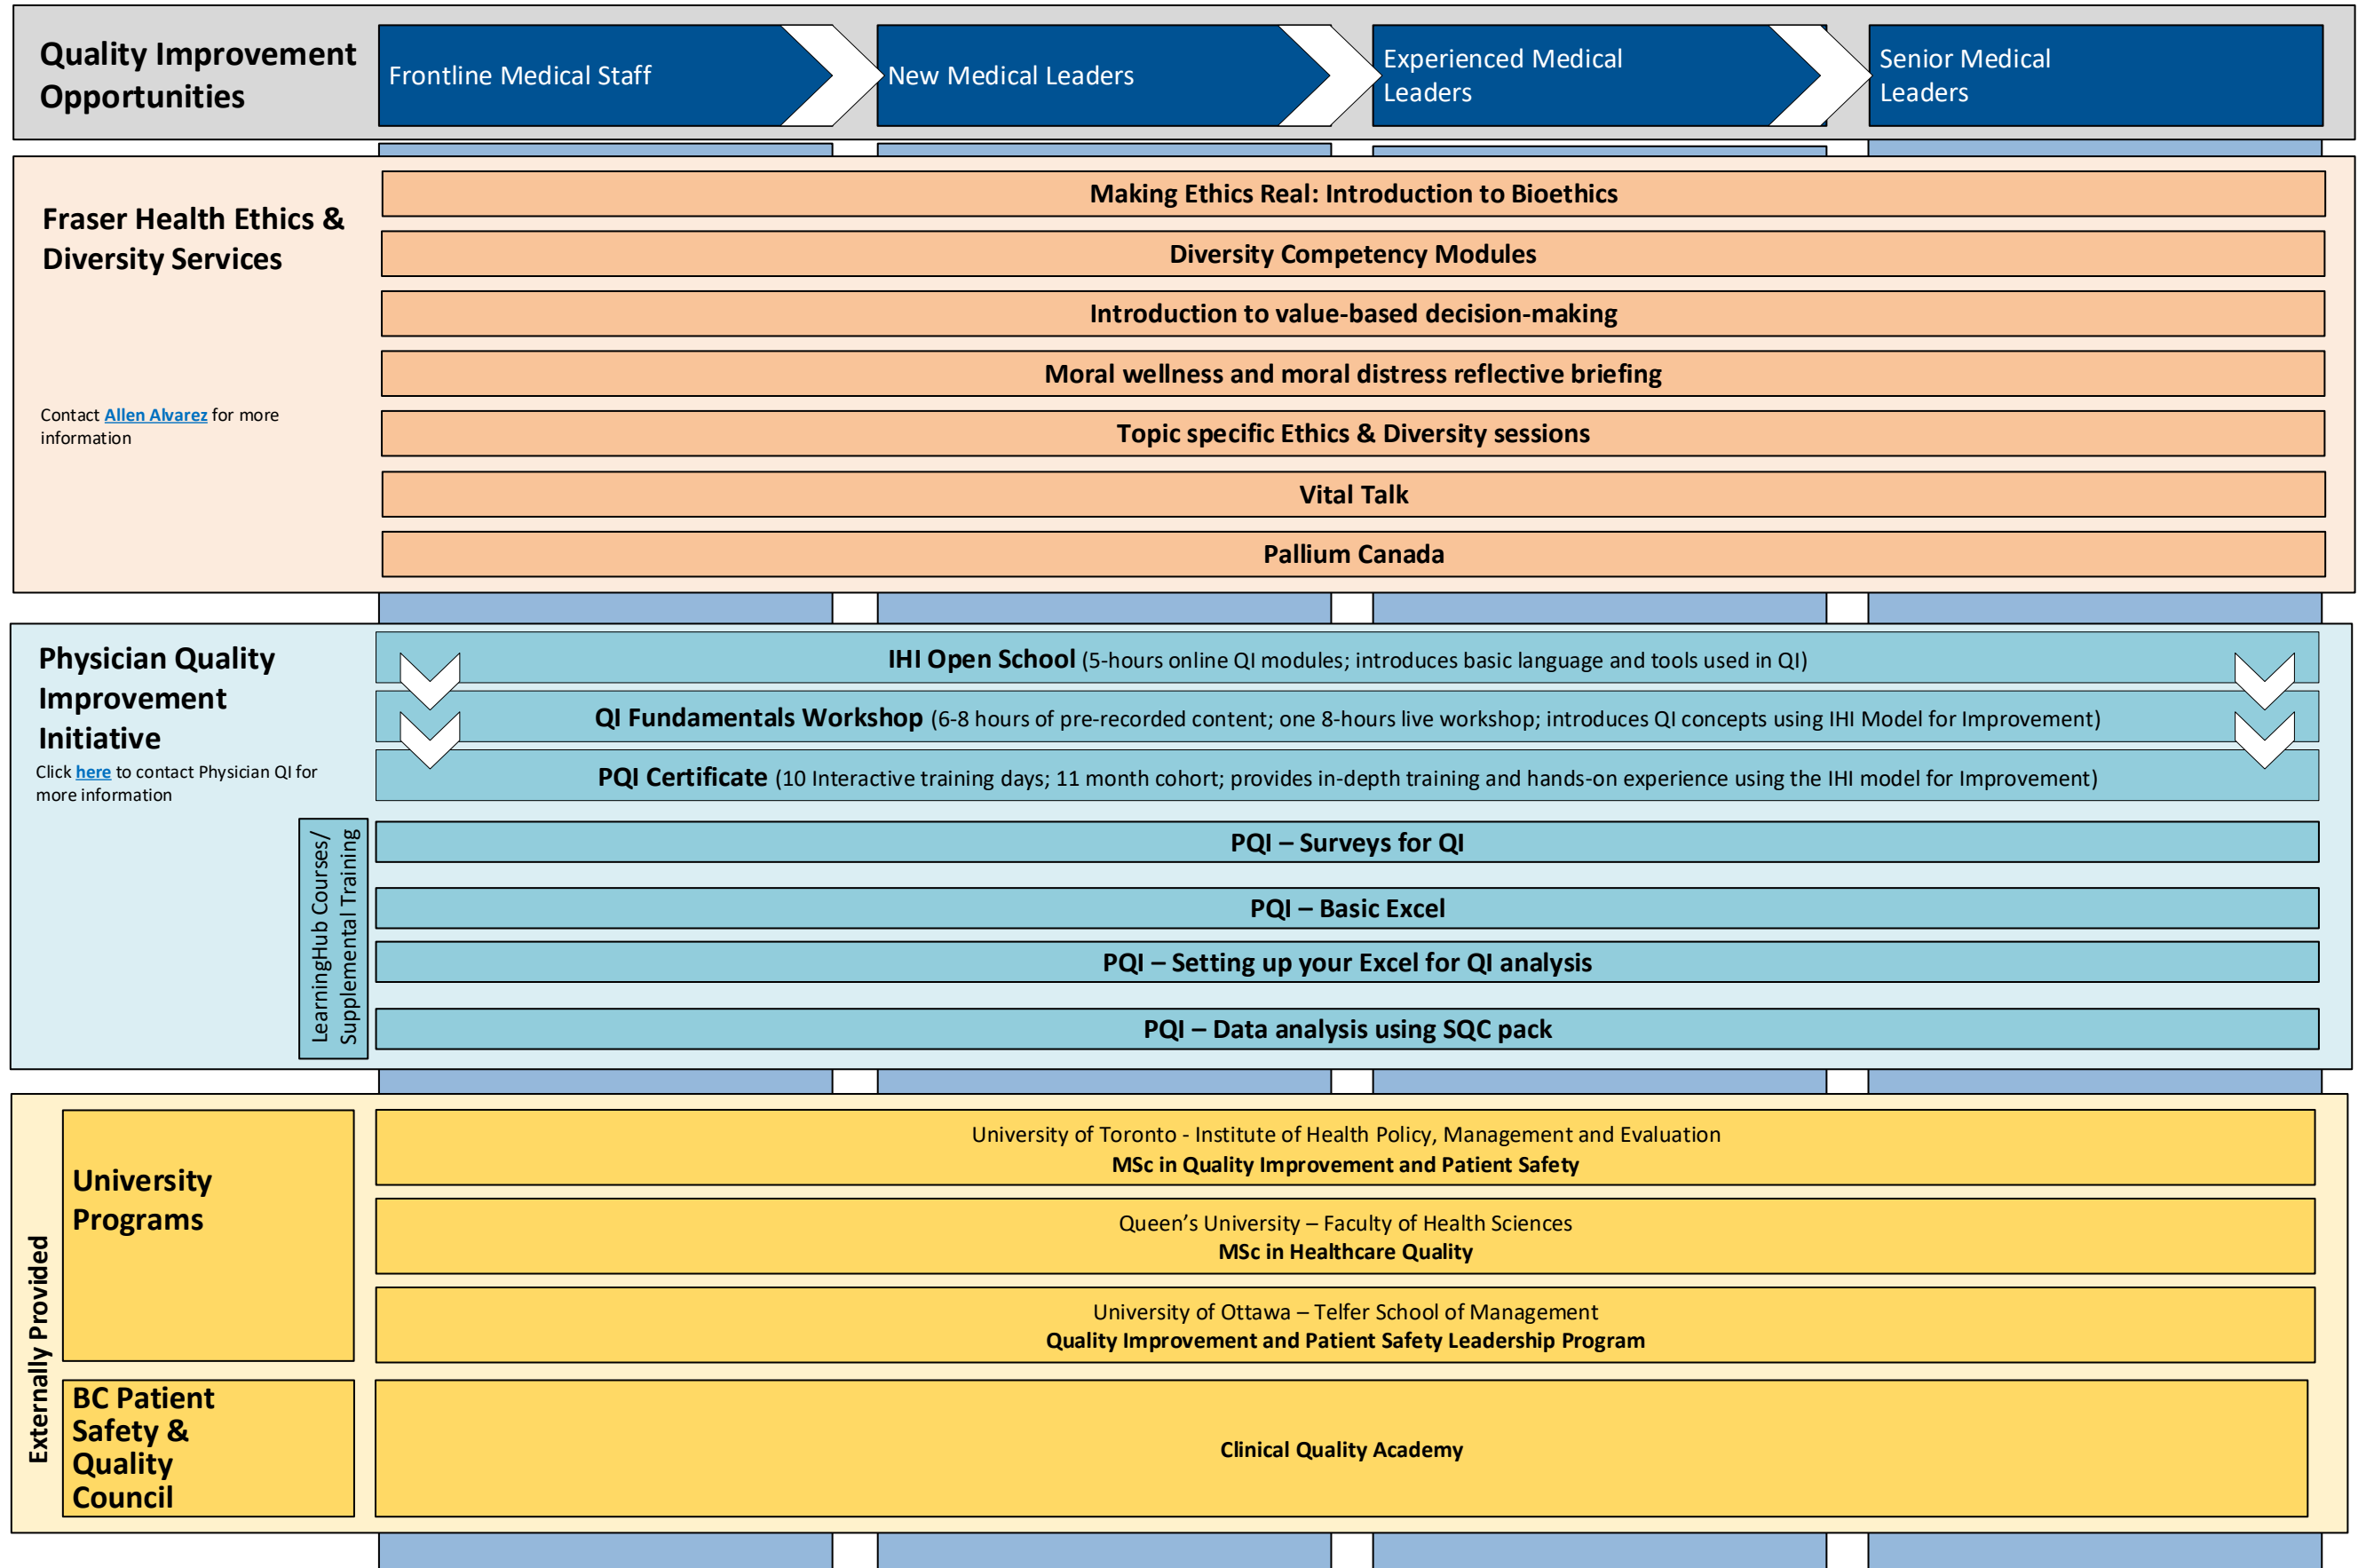 Quality Improvement
Opportunities
Frontline Medical Staff
New Medical Leaders
Experienced Medical
Leaders
Senior Medical
Leaders
Fraser Health Ethics &
Diversity Services
Contact Allen Alvarez for more
information
Making Ethics Real: Introduction to Bioethics
Diversity Competency Modules
Introduction to value-based decision-making
Moral wellness and moral distress reflective briefing
Topic specific Ethics & Diversity sessions
Vital Talk
Pallium Canada
Physician Quality
Improvement
Initiative
Click here to contact Physician QI for
more information
IHI Open School (5-hours online QI modules; introduces basic language and tools used in QI)
QI Fundamentals Workshop (6-8 hours of pre-recorded content; one 8-hours live workshop; introduces QI concepts using IHI Model for Improvement)
PQI Certificate (10 Interactive training days; 11 month cohort; provides in-depth training and hands-on experience using the IHI model for Improvement)
LearningHub Courses/
Supplemental Training
PQI – Surveys for QI
PQI – Basic Excel
PQI – Setting up your Excel for QI analysis
PQI – Data analysis using SQC pack
Externally Provided
University
Programs
University of Toronto - Institute of Health Policy, Management and Evaluation
MSc in Quality Improvement and Patient Safety
Queen’s University – Faculty of Health Sciences
MSc in Healthcare Quality
University of Ottawa – Telfer School of Management
Quality Improvement and Patient Safety Leadership Program
BC Patient
Safety &
Quality
Council
Clinical Quality Academy